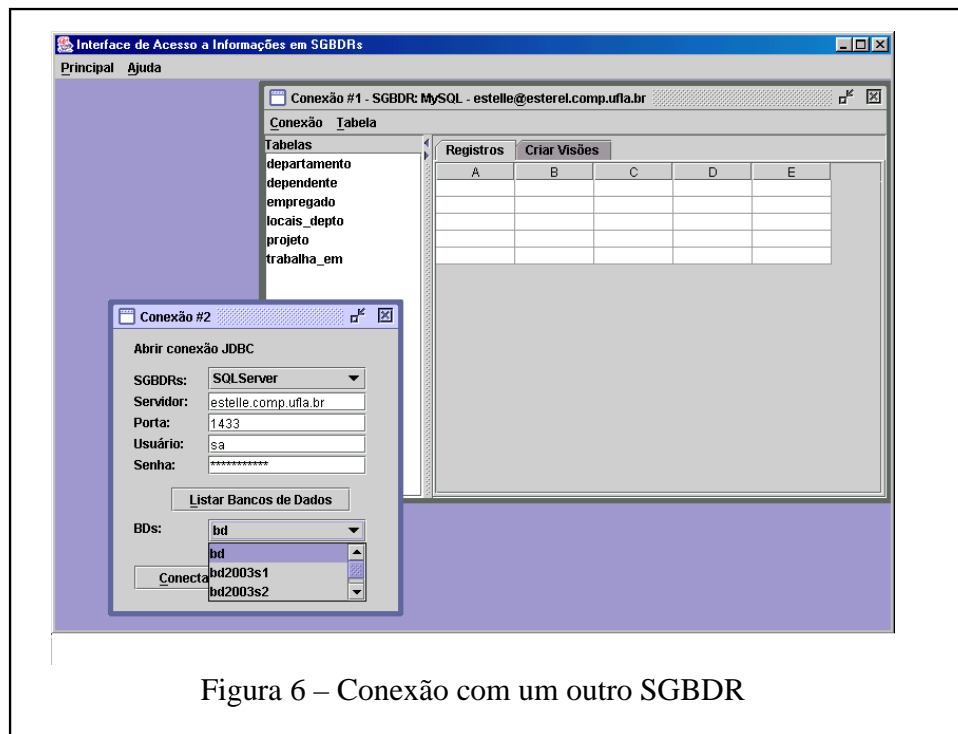 Interface de Acesso a Informações em SGBDRs
Principal Ajuda
Conexão #1 - SGBDR: MySQL - estelle@esterel.comp.ufla.br
Conexão Tabela
Tabelas
departamento
dependente
empregado
locais_depto
projeto
trabalha_em
Registros Criar Visões
A B C D E
Conexão #2
Abrir conexão JDBC
SGBDRs: SQLServer
Servidor: estelle.comp.ufla.br
Porta: 1433
Usuário: sa
Senha: ***********
Listar Bancos de Dados
BDs: bd
bd
bd2003s1
bd2003s2
Conecta
Figura 6 – Conexão com um outro SGBDR